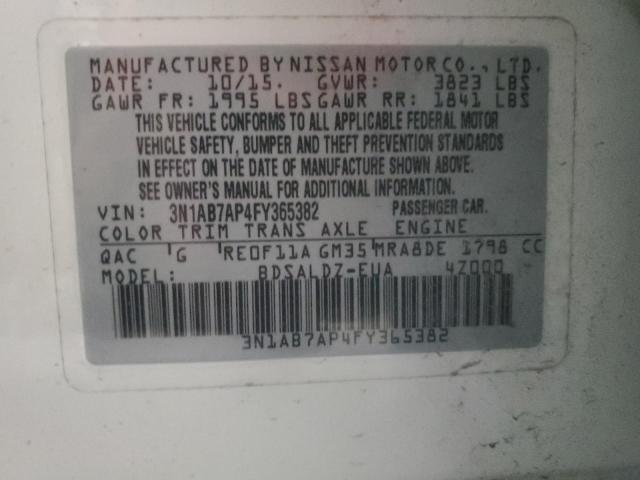 MANUFACTURED BY NISSAN MOTOR CO., LTD.
DATE: 10/15. GVWR: 3823 LBS
GAWR FR: 1995 LBS GAWR RR: 1841 LBS
THIS VEHICLE CONFORMS TO ALL APPLICABLE FEDERAL MOTOR
VEHICLE SAFETY, BUMPER AND THEFT PREVENTION STANDARDS
IN EFFECT ON THE DATE OF MANUFACTURE SHOWN ABOVE.
SEE OWNER'S MANUAL FOR ADDITIONAL INFORMATION.
VIN: 3N1AB7AP4FY365382 PASSENGER CAR.
COLOR TRIM TRANS AXLE ENGINE
QAC G RE0F11A GM35 MRA8DE 1798 CC
MODEL: BDSALDZ-EUA 4Z000
3N1AB7AP4FY365382